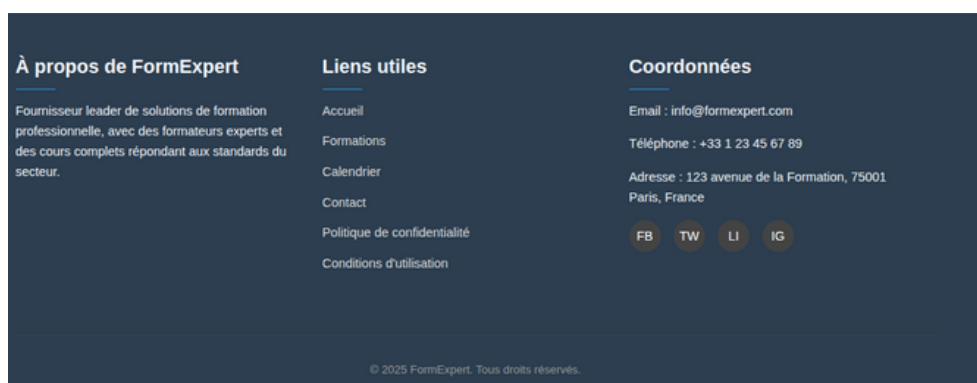 À propos de FormExpert
Fournisseur leader de solutions de formation
professionnelle, avec des formateurs experts et
des cours complets répondant aux standards du
secteur.
Liens utiles
Accueil
Formations
Calendrier
Contact
Politique de confidentialité
Conditions d'utilisation
Coordonnées
Email : info@formexpert.com
Téléphone : +33 1 23 45 67 89
Adresse : 123 avenue de la Formation, 75001
Paris, France
FB TW LI IG
© 2025 FormExpert. Tous droits réservés.